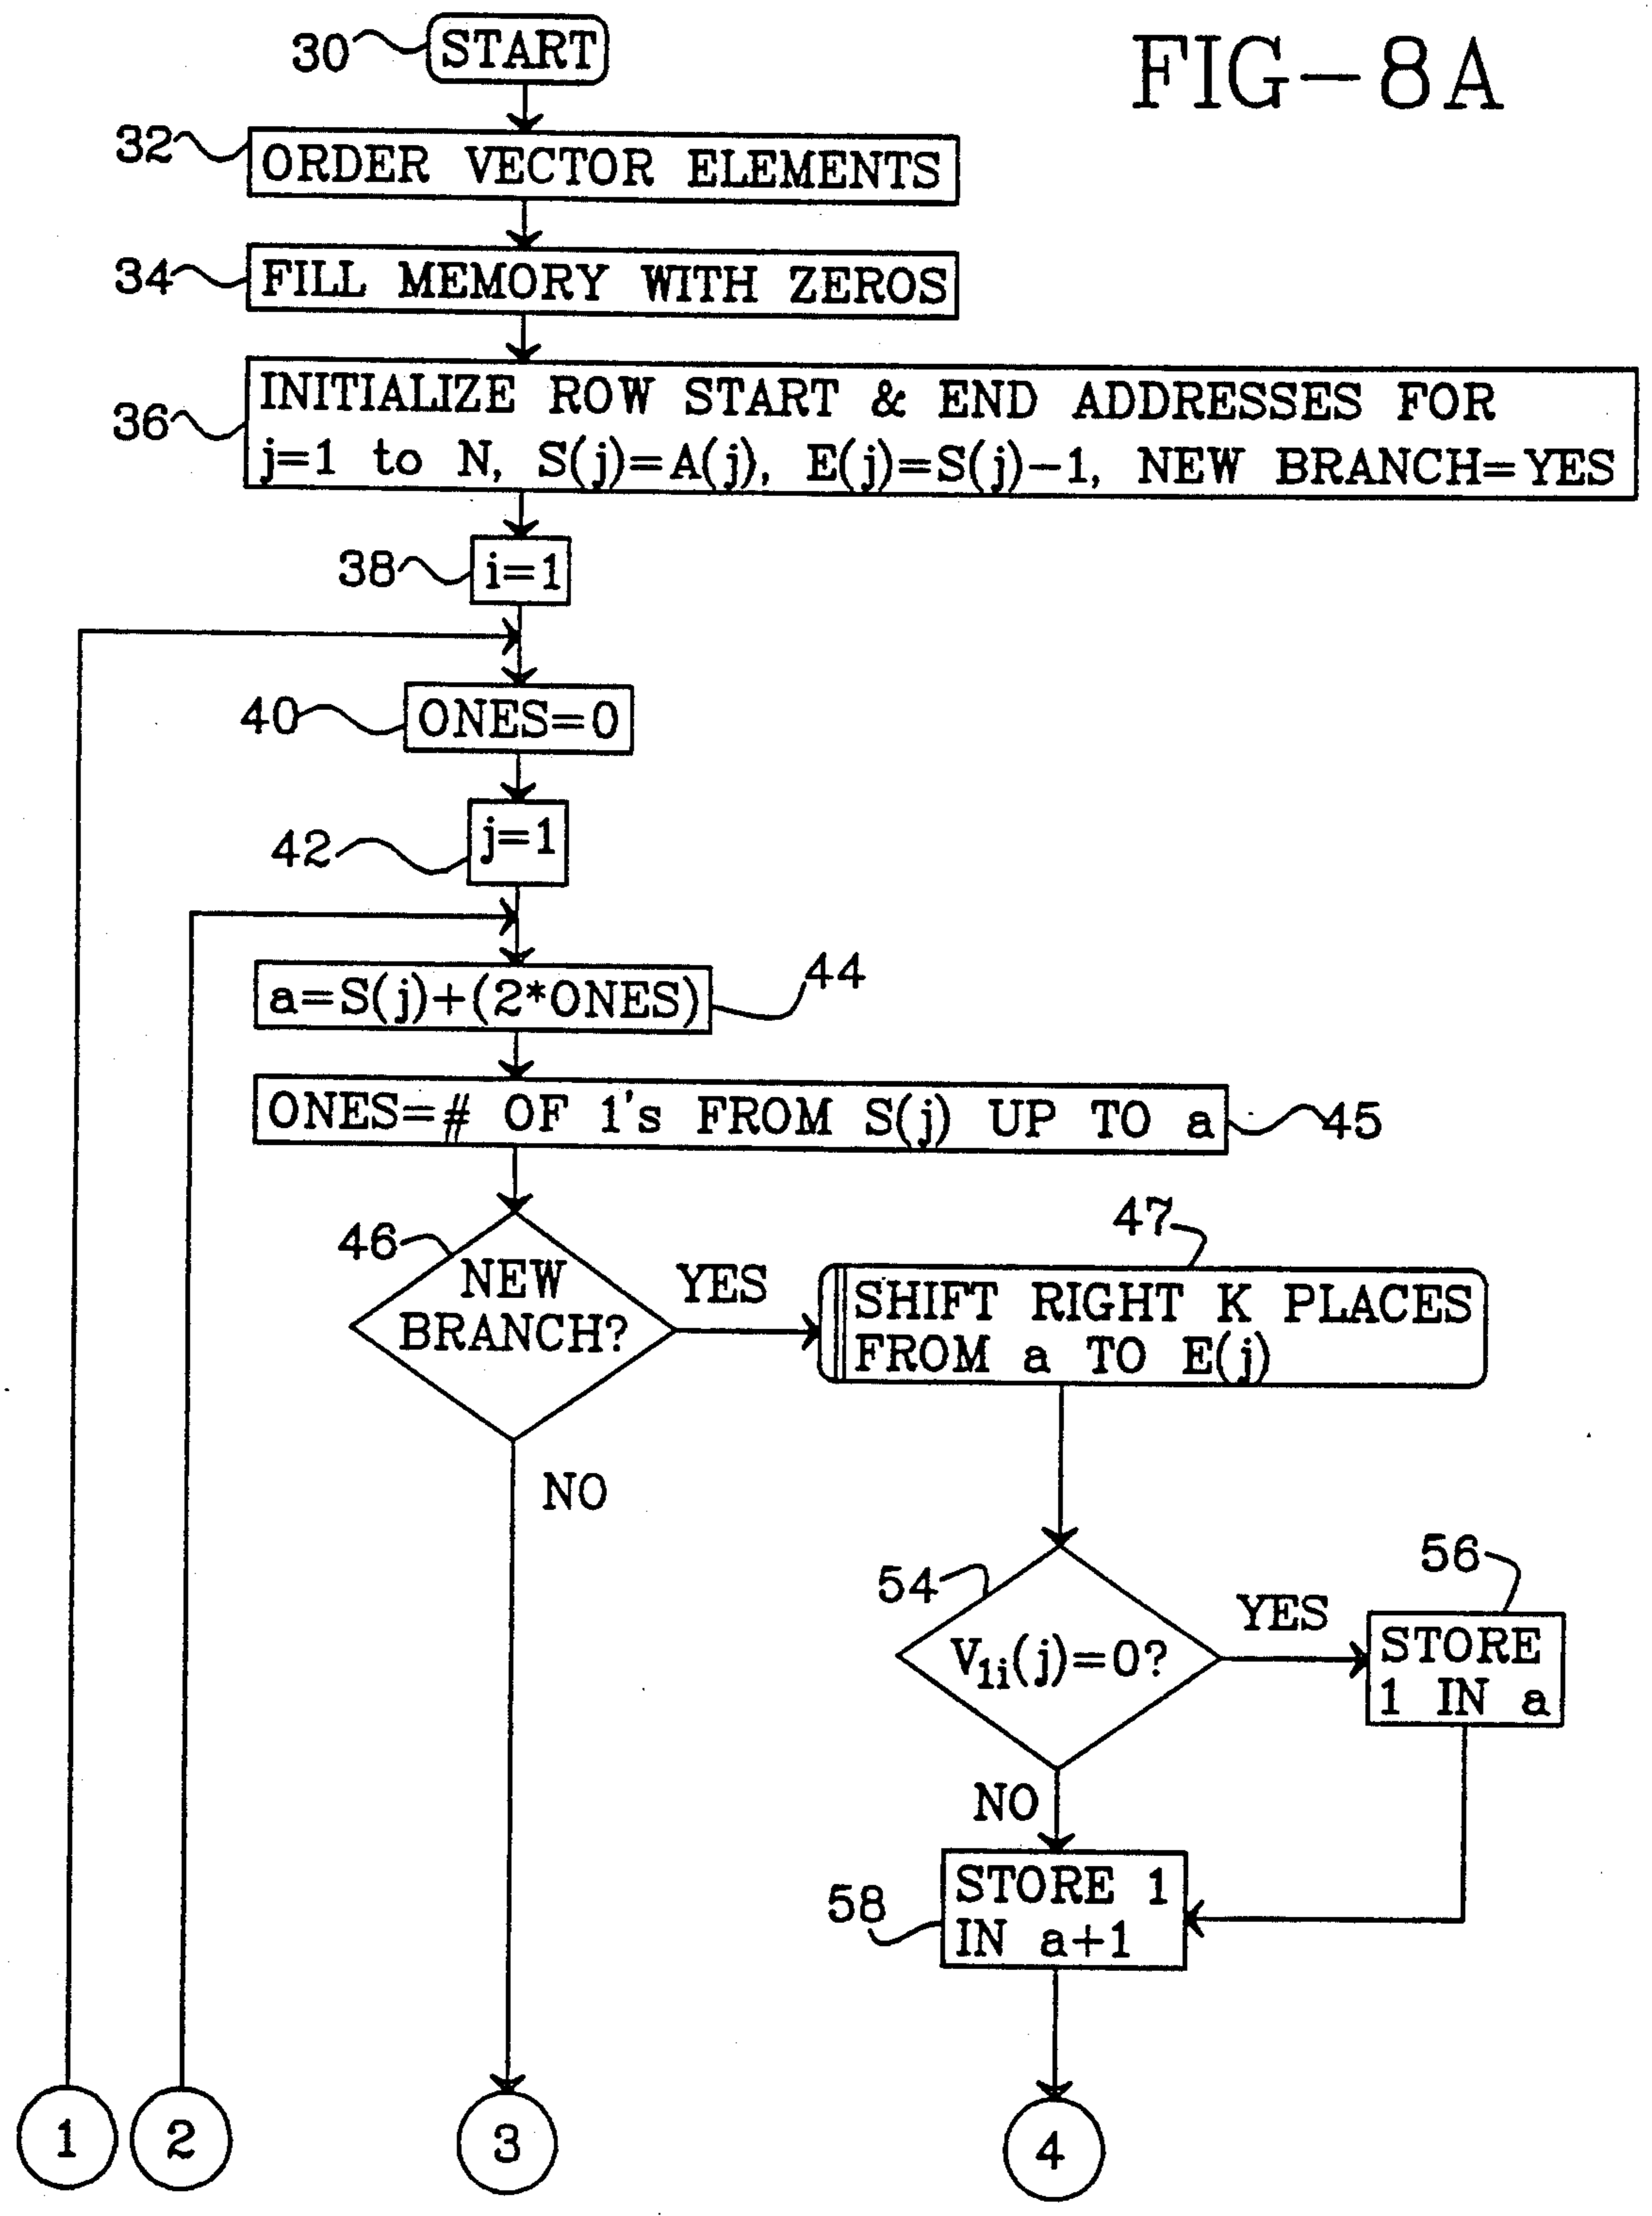 FIG-8A
30
START
32
ORDER VECTOR ELEMENTS
34
FILL MEMORY WITH ZEROS
36
INITIALIZE ROW START & END ADDRESSES FOR
j=1 to N, S(j)=A(j), E(j)=S(j)-1, NEW BRANCH=YES
38
i=1
40
ONES=0
42
j=1
44
a=S(j)+(2*ONES)
ONES=# OF 1's FROM S(j) UP TO a
45
46
NEW
BRANCH?
YES
47
SHIFT RIGHT K PLACES
FROM a TO E(j)
NO
54
V1i(j)=0?
YES
56
STORE
1 IN a
NO
58
STORE 1
IN a+1
1
2
3
4